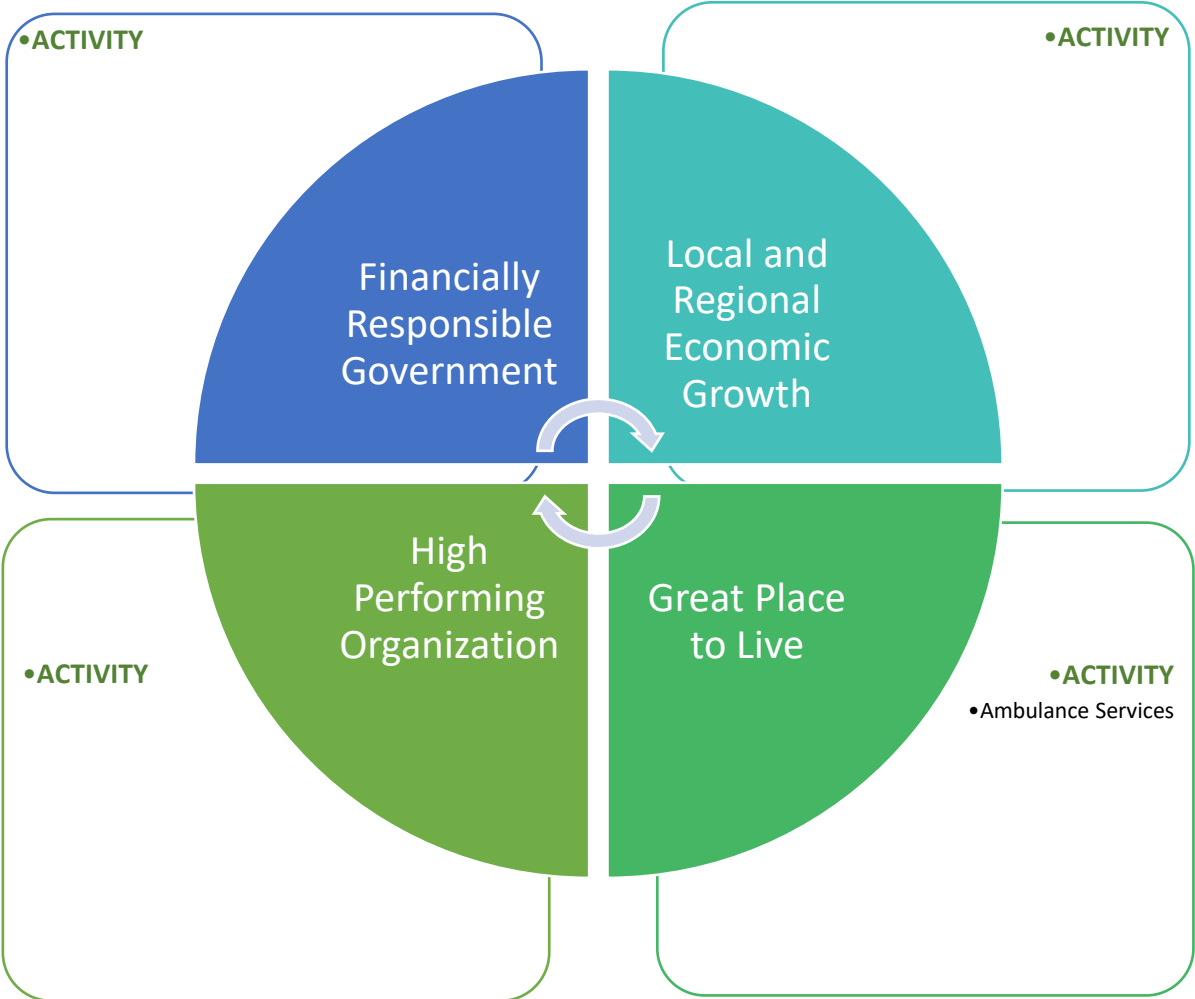 •ACTIVITY
•ACTIVITY
Financially
Responsible
Government
Local and
Regional
Economic
Growth
High
Performing
Organization
Great Place
to Live
•ACTIVITY
•ACTIVITY
•Ambulance Services